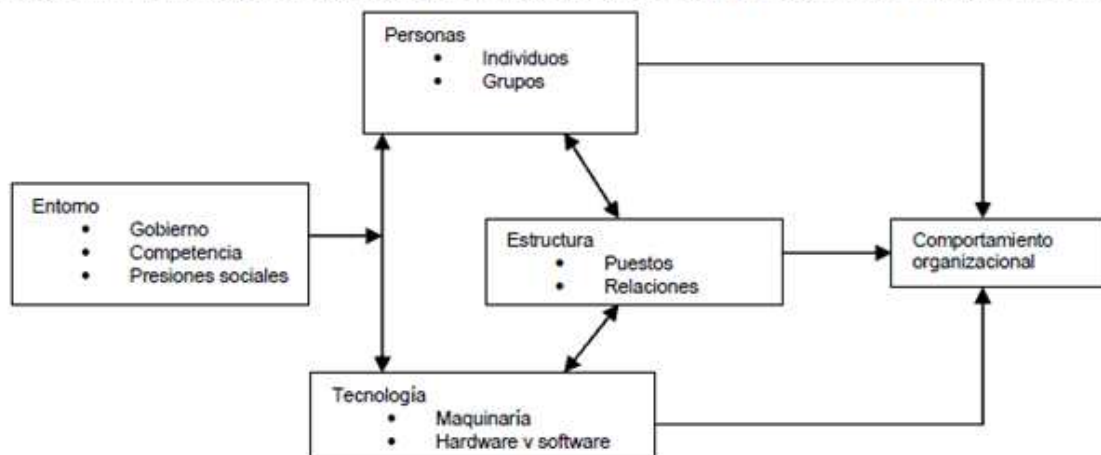 Personas
• Individuos
• Grupos
Entorno
• Gobierno
• Competencia
• Presiones sociales
Estructura
• Puestos
• Relaciones
Comportamiento
organizacional
Tecnología
• Maquinaría
• Hardware v software